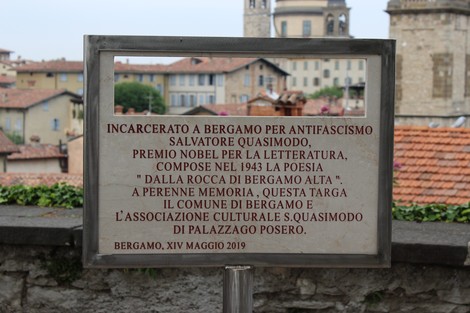 INCARCERATO A BERGAMO PER ANTIFASCISMO
SALVATORE QUASIMODO,
PREMIO NOBEL PER LA LETTERATURA,
COMPOSE NEL 1943 LA POESIA
" DALLA ROCCA DI BERGAMO ALTA ".
A PERENNE MEMORIA , QUESTA TARGA
IL COMUNE DI BERGAMO E
L'ASSOCIAZIONE CULTURALE S.QUASIMODO
DI PALAZZAGO POSERO.
BERGAMO, XIV MAGGIO 2019